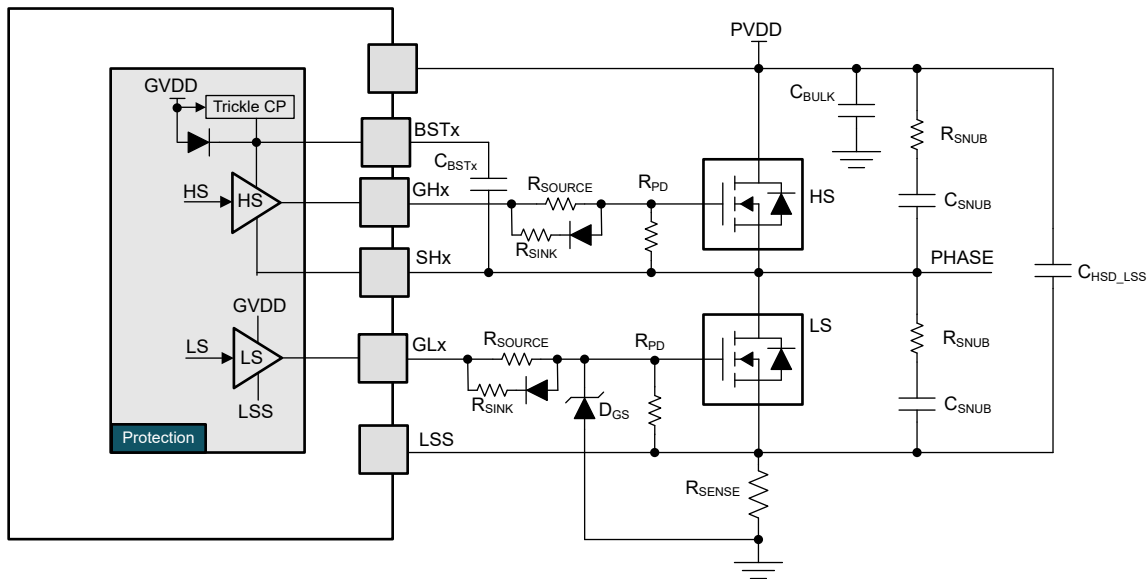 PVDD
GVDD
Trickle CP
BSTx
C_BSTx
C_BULK
R_SNUB
HS
HS
GHx
R_SOURCE
R_SINK
R_PD
HS
C_SNUB
SHx
PHASE
C_HSD_LSS
GVDD
LS
LS
LSS
GLx
R_SOURCE
R_SINK
D_GS
R_PD
LS
R_SNUB
C_SNUB
Protection
LSS
R_SENSE